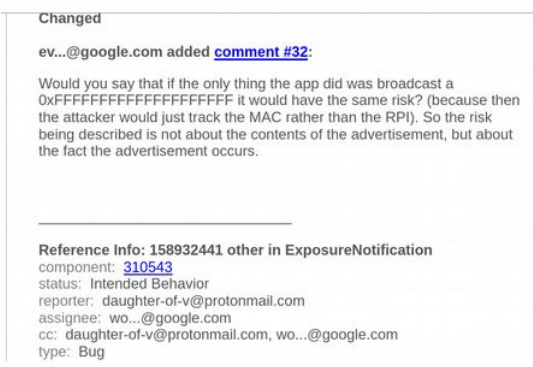 Changed
ev...@google.com added comment #32:
Would you say that if the only thing the app did was broadcast a
0xFFFFFFFFFFFFFFFFFFFF it would have the same risk? (because then
the attacker would just track the MAC rather than the RPI). So the risk
being described is not about the contents of the advertisement, but about
the fact the advertisement occurs.
Reference Info: 158932441 other in ExposureNotification
component: 310543
status: Intended Behavior
reporter: daughter-of-v@protonmail.com
assignee: wo...@google.com
cc: daughter-of-v@protonmail.com, wo...@google.com
type: Bug